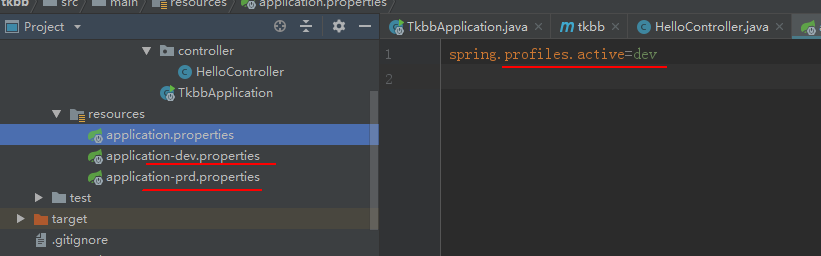 tkbb src main resources application.properties
Project
TkbbApplication.java × tkbb × HelloController.java ×
controller
HelloController
TkbbApplication
resources
application.properties
application-dev.properties
application-prd.properties
test
target
.gitignore
1 spring.profiles.active=dev
2